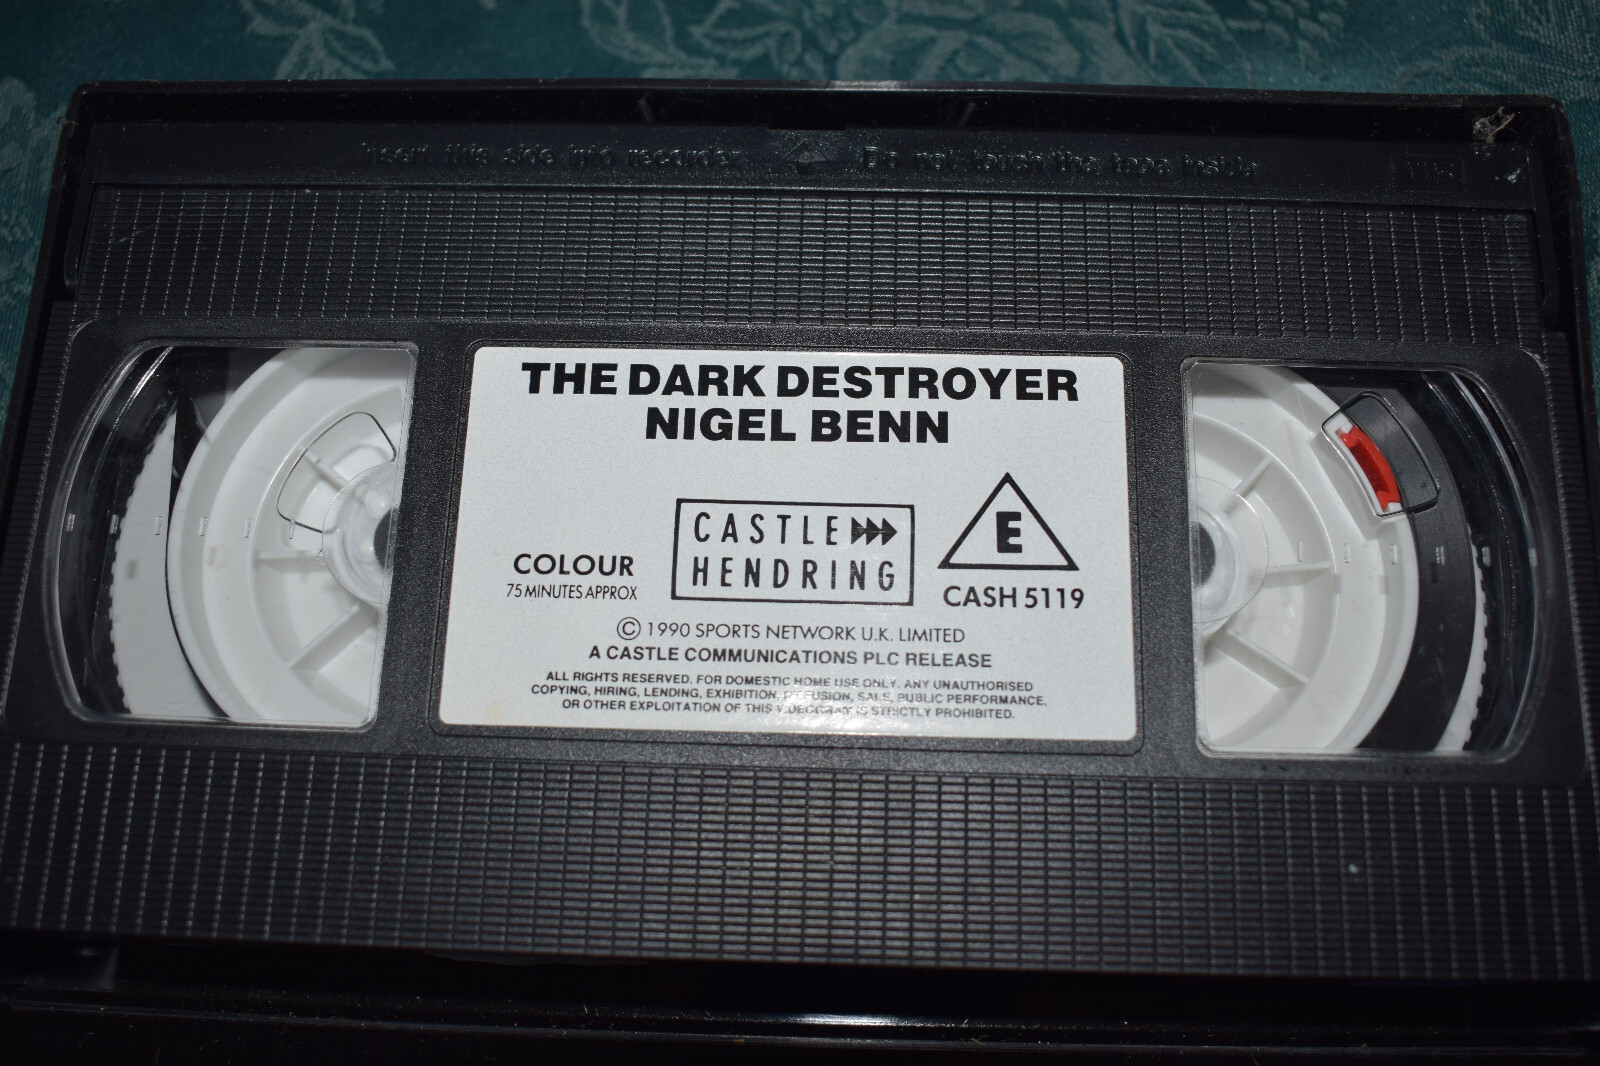 Insert this side into recorder Do not touch the tape inside
VHS
THE DARK DESTROYER
NIGEL BENN
CASTLE
HENDRING
E
COLOUR
75 MINUTES APPROX
CASH 5119
© 1990 SPORTS NETWORK U.K. LIMITED
A CASTLE COMMUNICATIONS PLC RELEASE
ALL RIGHTS RESERVED. FOR DOMESTIC HOME USE ONLY. ANY UNAUTHORISED
COPYING, HIRING, LENDING, EXHIBITION, DIFFUSION, SALE, PUBLIC PERFORMANCE,
OR OTHER EXPLOITATION OF THIS VIDEOGRAM IS STRICTLY PROHIBITED.